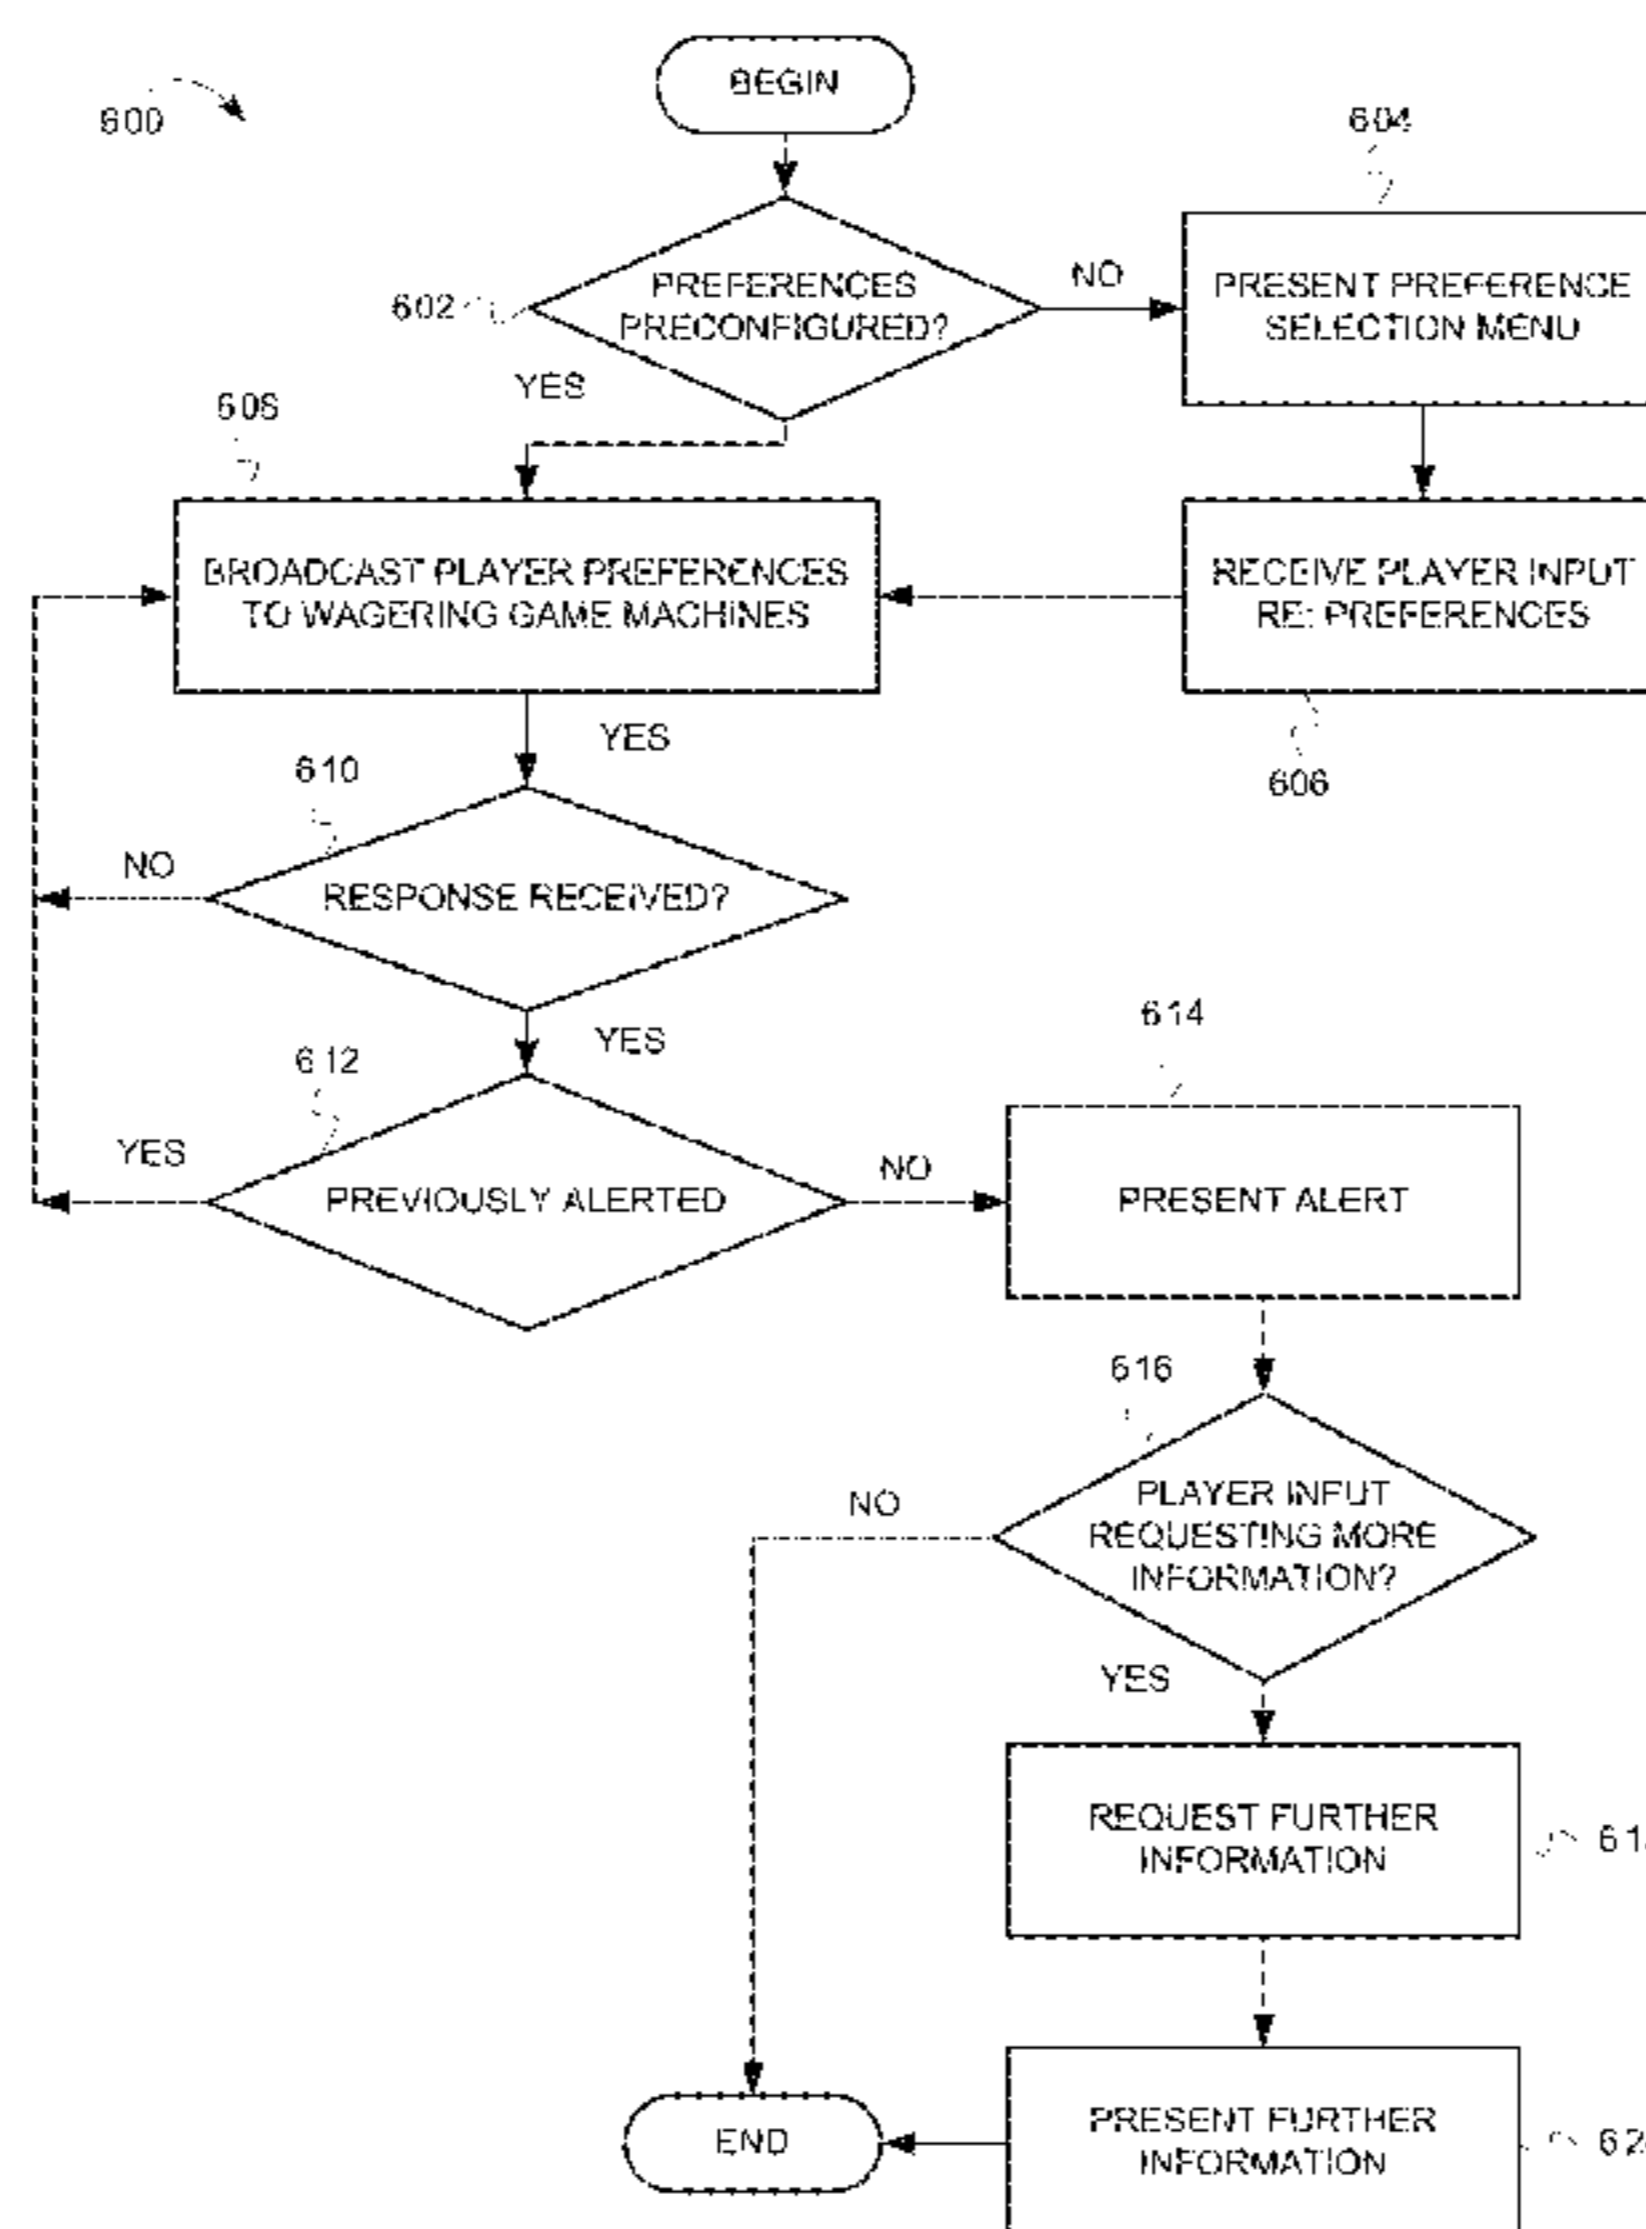 BEGIN
600
604
PREFERENCES
PRECONFIGURED?
602
NO
PRESENT PREFERENCE
SELECTION MENU
YES
608
BROADCAST PLAYER PREFERENCES
TO WAGERING GAME MACHINES
RECEIVE PLAYER INPUT
RE: PREFERENCES
606
YES
610
NO
RESPONSE RECEIVED?
YES
612
614
YES
PREVIOUSLY ALERTED
NO
PRESENT ALERT
616
NO
PLAYER INPUT
REQUESTING MORE
INFORMATION?
YES
REQUEST FURTHER
INFORMATION
END
PRESENT FURTHER
INFORMATION